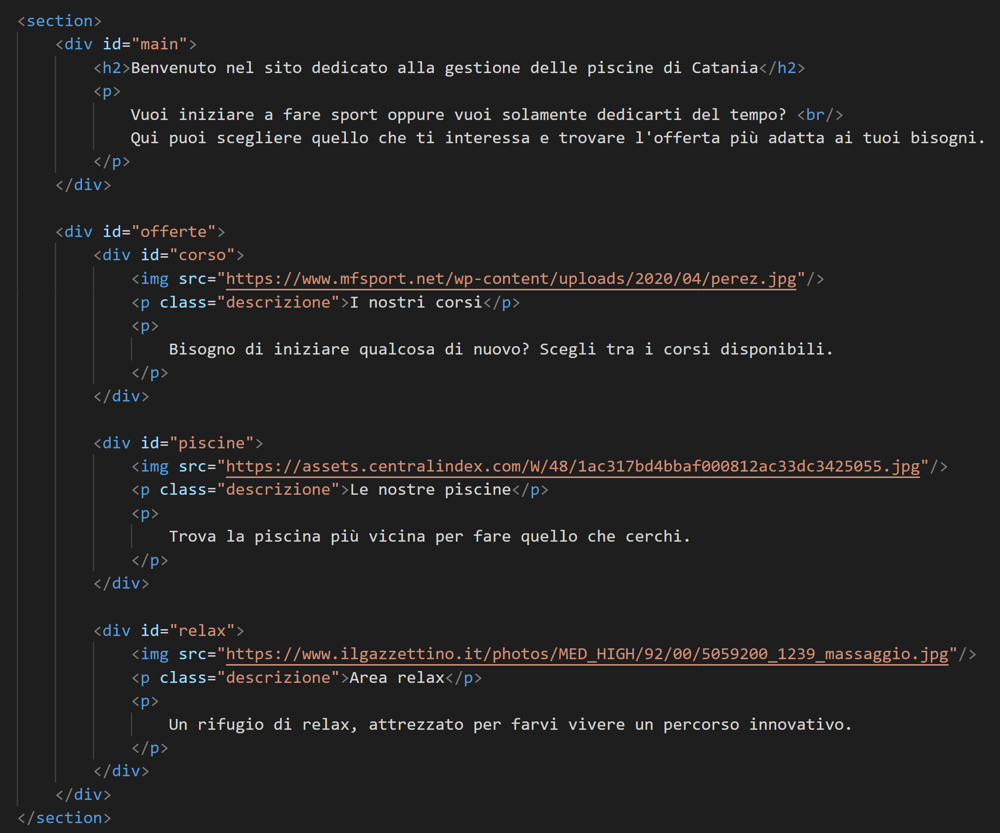 <section>
<div id="main">
<h2>Benvenuto nel sito dedicato alla gestione delle piscine di Catania</h2>
<p>
Vuoi iniziare a fare sport oppure vuoi solamente dedicarti del tempo? <br/>
Qui puoi scegliere quello che ti interessa e trovare l'offerta più adatta ai tuoi bisogni.
</p>
</div>
<div id="offerte">
<div id="corso">
<img src="https://www.mfsport.net/wp-content/uploads/2020/04/perez.jpg"/>
<p class="descrizione">I nostri corsi</p>
<p>
Bisogno di iniziare qualcosa di nuovo? Scegli tra i corsi disponibili.
</p>
</div>
<div id="piscine">
<img src="https://assets.centralindex.com/W/48/1ac317bd4bbaf000812ac33dc3425055.jpg"/>
<p class="descrizione">Le nostre piscine</p>
<p>
Trova la piscina più vicina per fare quello che cerchi.
</p>
</div>
<div id="relax">
<img src="https://www.ilgazzettino.it/photos/MED_HIGH/92/00/5059200_1239_massaggio.jpg"/>
<p class="descrizione">Area relax</p>
<p>
Un rifugio di relax, attrezzato per farvi vivere un percorso innovativo.
</p>
</div>
</div>
</section>